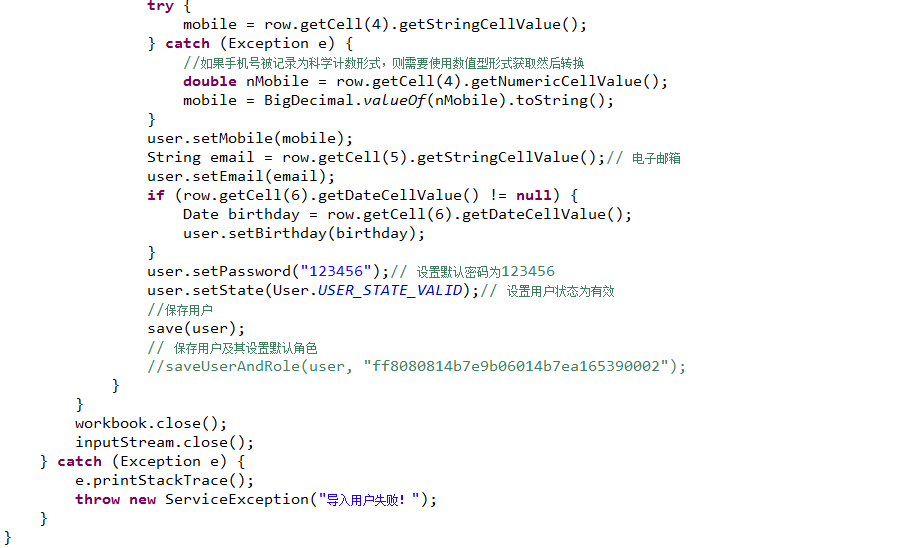 try {
mobile = row.getCell(4).getStringCellValue();
} catch (Exception e) {
//如果手机号被记录为科学计数形式，则需要使用数值型形式获取然后转换
double nMobile = row.getCell(4).getNumericCellValue();
mobile = BigDecimal.valueOf(nMobile).toString();
}
user.setMobile(mobile);
String email = row.getCell(5).getStringCellValue();// 电子邮箱
user.setEmail(email);
if (row.getCell(6).getDateCellValue() != null) {
Date birthday = row.getCell(6).getDateCellValue();
user.setBirthday(birthday);
}
user.setPassword("123456");// 设置默认密码为123456
user.setState(User.USER_STATE_VALID);// 设置用户状态为有效
//保存用户
save(user);
// 保存用户及其设置默认角色
//saveUserAndRole(user, "ff8080814b7e9b06014b7ea165390002");
}
}
workbook.close();
inputStream.close();
} catch (Exception e) {
e.printStackTrace();
throw new ServiceException("导入用户失败！");
}
}